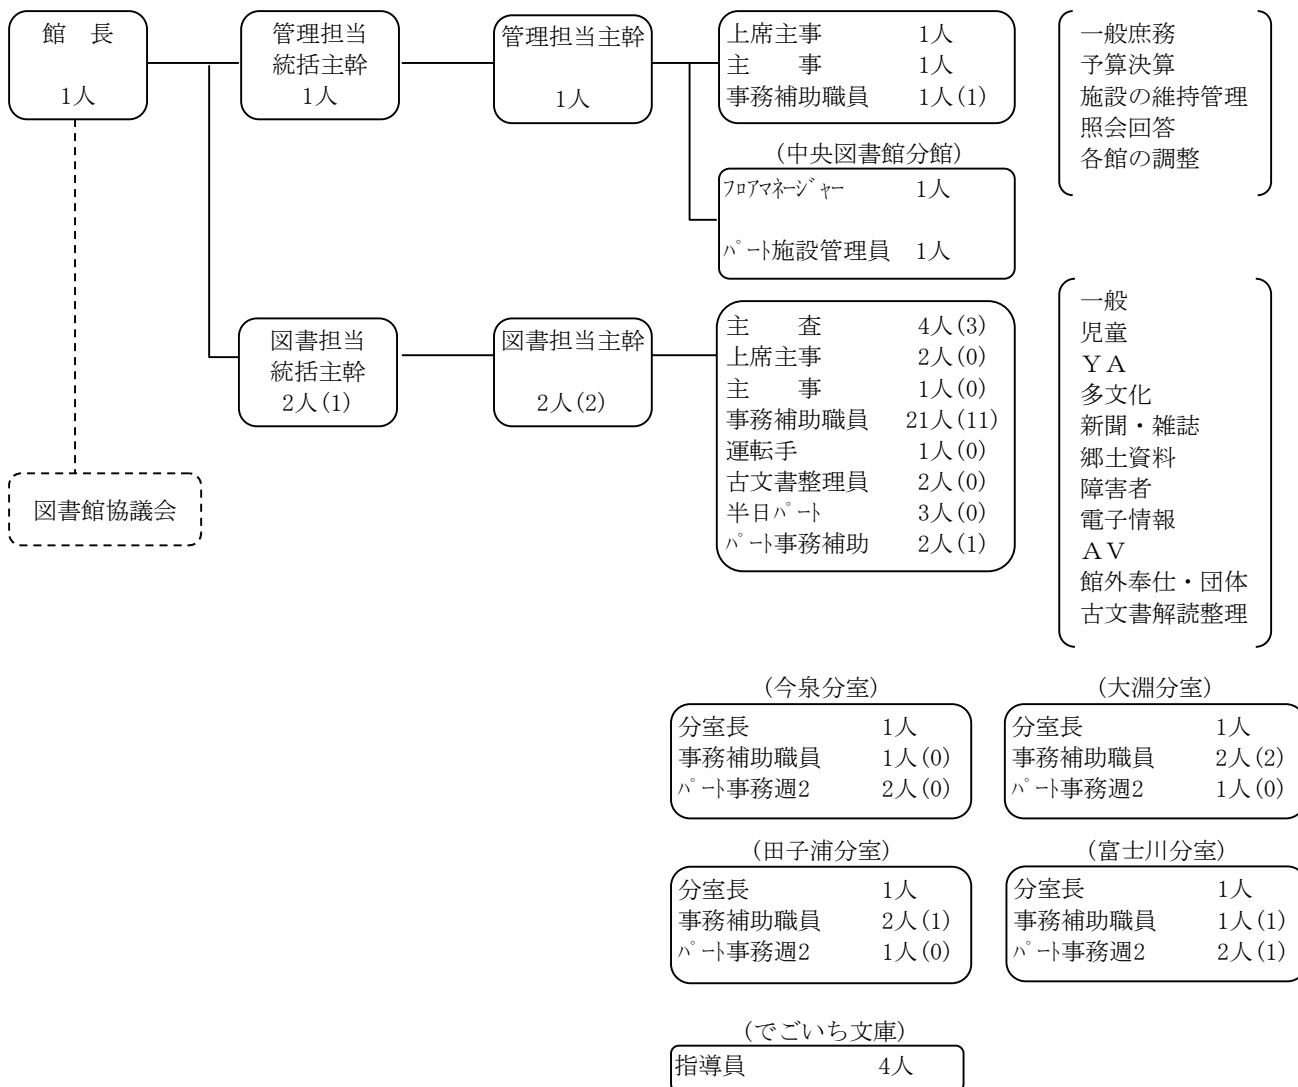 館　長
1人
管理担当
統括主幹
1人
管理担当主幹
1人
上席主事　1人
主　事　1人
事務補助職員　1人(1)
(中央図書館分館)
ﾌﾛｱﾏﾈｰｼﾞｬｰ　1人
ﾊﾟｰﾄ施設管理員　1人
一般庶務
予算決算
施設の維持管理
照会回答
各館の調整
図書担当
統括主幹
2人(1)
図書担当主幹
2人(2)
主　査　4人(3)
上席主事　2人(0)
主　事　1人(0)
事務補助職員　21人(11)
運転手　1人(0)
古文書整理員　2人(0)
半日ﾊﾟｰﾄ　3人(0)
ﾊﾟｰﾄ事務補助　2人(1)
一般
児童
ＹＡ
多文化
新聞・雑誌
郷土資料
障害者
電子情報
ＡＶ
館外奉仕・団体
古文書解読整理
図書館協議会
(今泉分室)
分室長　1人
事務補助職員　1人(0)
ﾊﾟｰﾄ事務週2　2人(0)
(大淵分室)
分室長　1人
事務補助職員　2人(2)
ﾊﾟｰﾄ事務週2　1人(0)
(田子浦分室)
分室長　1人
事務補助職員　2人(1)
ﾊﾟｰﾄ事務週2　1人(0)
(富士川分室)
分室長　1人
事務補助職員　1人(1)
ﾊﾟｰﾄ事務週2　2人(1)
(でごいち文庫)
指導員　4人